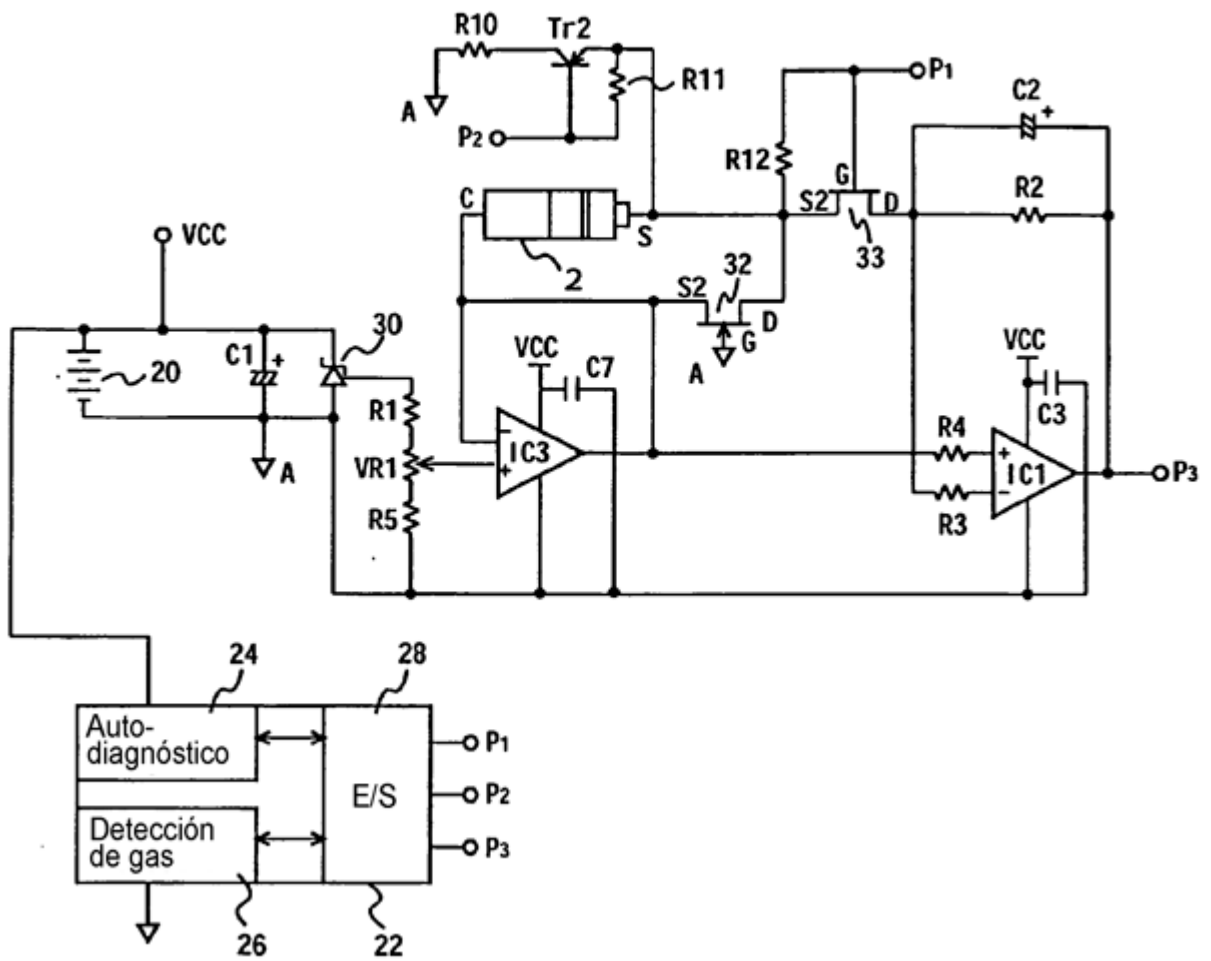 R10
Tr2
R11
A
P2
P1
C2
+
R12
G
R2
S2
D
33
C
S
2
VCC
S2
32
D
G
A
30
C1
+
20
R1
VCC
C7
VCC
C3
A
VR1
-
IC3
+
R4
+
IC1
-
P3
R5
R3
24
28
Auto-
diagnóstico
P1
E/S
P2
Detección
de gas
P3
26
22